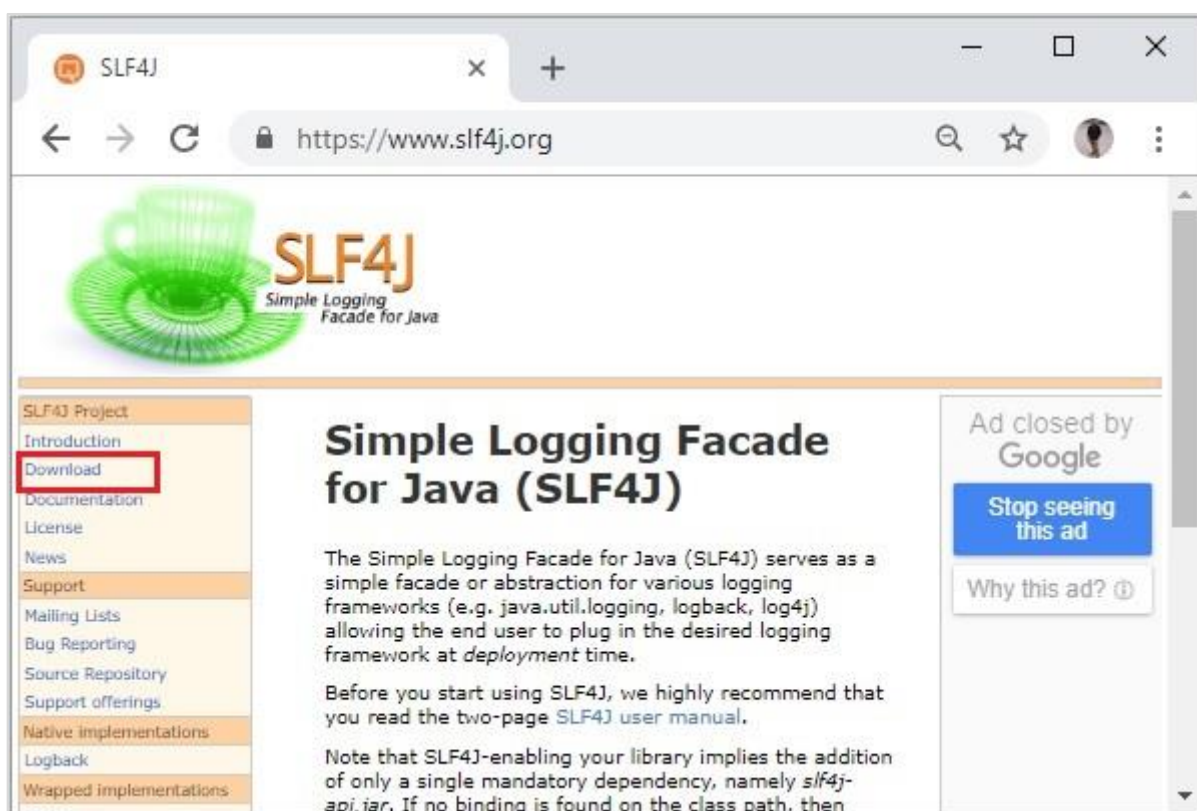 SLF4J
https://www.slf4j.org
SLF4J
Simple Logging
Facade for Java
SLF4J Project
Introduction
Download
Documentation
License
News
Support
Mailing Lists
Bug Reporting
Source Repository
Support offerings
Native implementations
Logback
Wrapped implementations
Simple Logging Facade
for Java (SLF4J)
The Simple Logging Facade for Java (SLF4J) serves as a
simple facade or abstraction for various logging
frameworks (e.g. java.util.logging, logback, log4j)
allowing the end user to plug in the desired logging
framework at deployment time.
Before you start using SLF4J, we highly recommend that
you read the two-page SLF4J user manual.
Note that SLF4J-enabling your library implies the addition
of only a single mandatory dependency, namely slf4j-
api.jar. If no binding is found on the class path, then
Ad closed by
Google
Stop seeing
this ad
Why this ad?